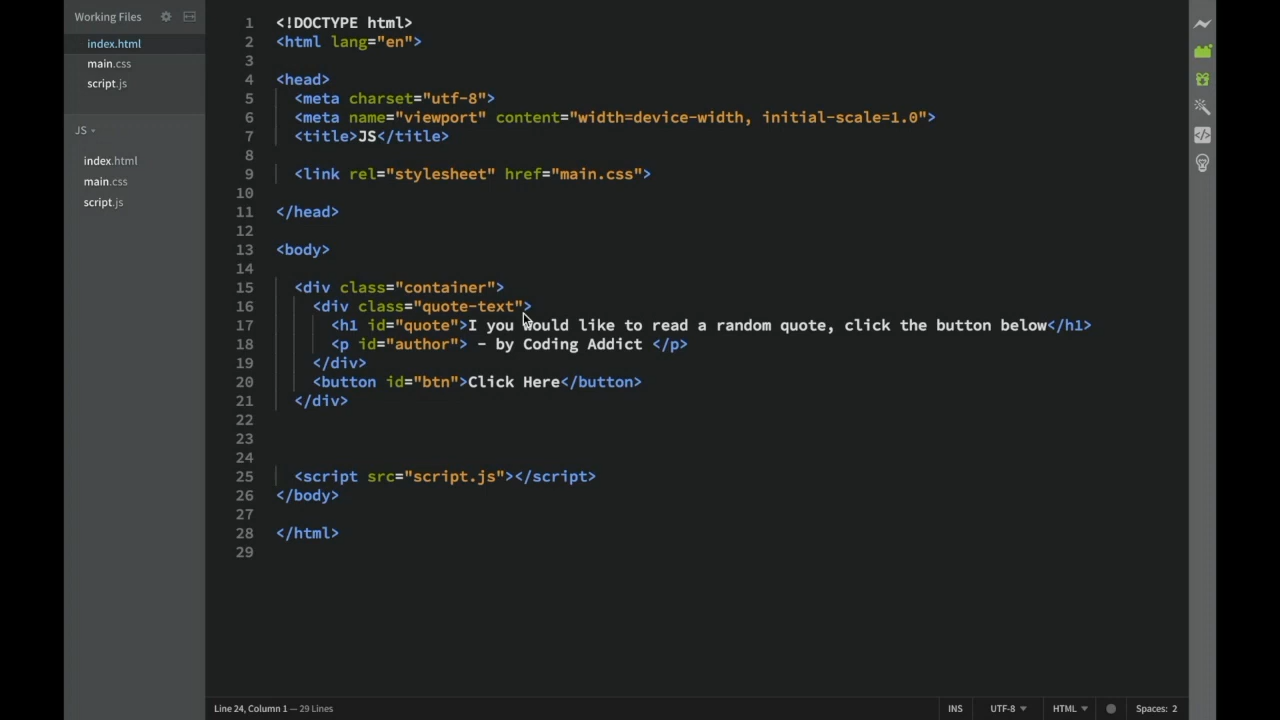 Working Files
index.html
main.css
script.js
JS
index.html
main.css
script.js
1 <!DOCTYPE html>
2 <html lang="en">
3
4 <head>
5 <meta charset="utf-8">
6 <meta name="viewport" content="width=device-width, initial-scale=1.0">
7 <title>JS</title>
8
9 <link rel="stylesheet" href="main.css">
10
11 </head>
12
13 <body>
14
15 <div class="container">
16 <div class="quote-text">
17 <h1 id="quote">I you would like to read a random quote, click the button below</h1>
18 <p id="author"> - by Coding Addict </p>
19 </div>
20 <button id="btn">Click Here</button>
21 </div>
22
23
24
25 <script src="script.js"></script>
26 </body>
27
28 </html>
29
Line 24, Column 1 — 29 Lines
INS UTF-8 HTML Spaces: 2